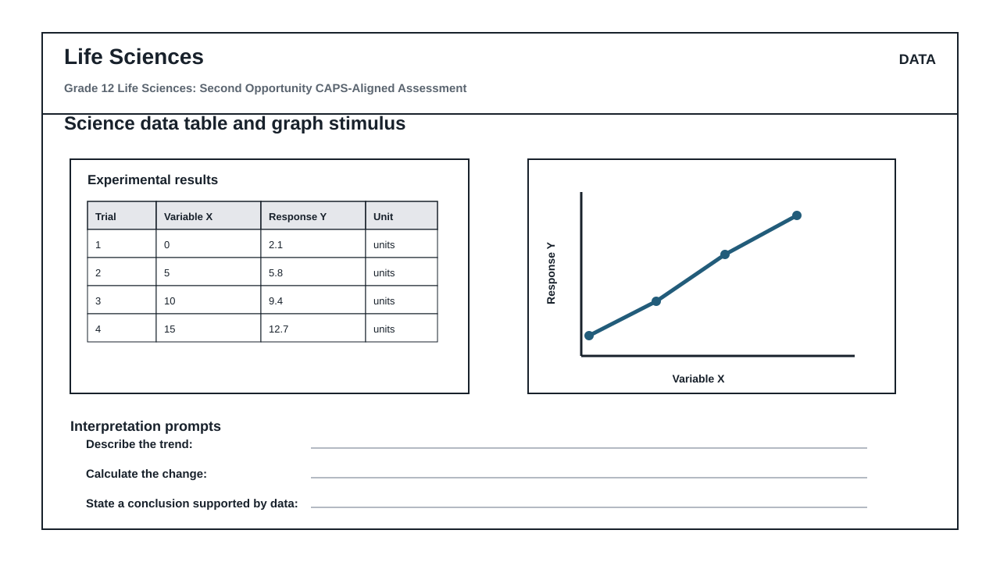 Life Sciences
DATA
Grade 12 Life Sciences: Second Opportunity CAPS-Aligned Assessment
Science data table and graph stimulus
Experimental results
Trial Variable X Response Y Unit
1 0 2.1 units
2 5 5.8 units
3 10 9.4 units
4 15 12.7 units
Response Y
Variable X
Interpretation prompts
Describe the trend:
Calculate the change:
State a conclusion supported by data: